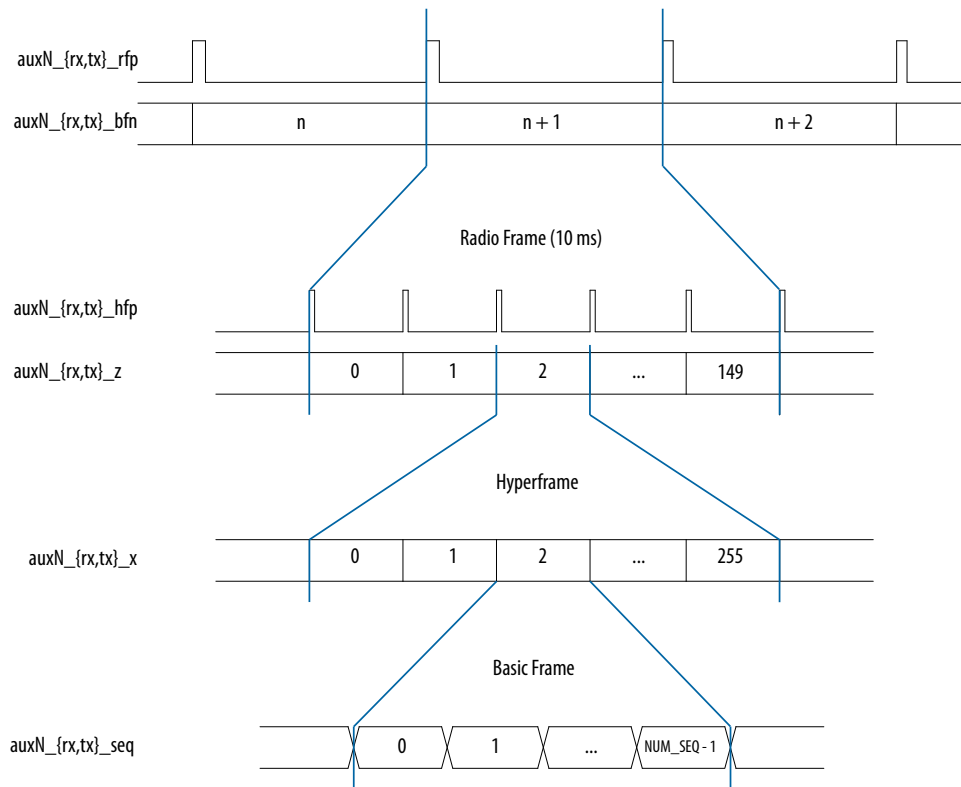 auxN_{rx,tx}_rfp
auxN_{rx,tx}_bfn n n + 1 n + 2
Radio Frame (10 ms)
auxN_{rx,tx}_hfp
auxN_{rx,tx}_z 0 1 2 ... 149
Hyperframe
auxN_{rx,tx}_x 0 1 2 ... 255
Basic Frame
auxN_{rx,tx}_seq 0 1 ... NUM_SEQ - 1